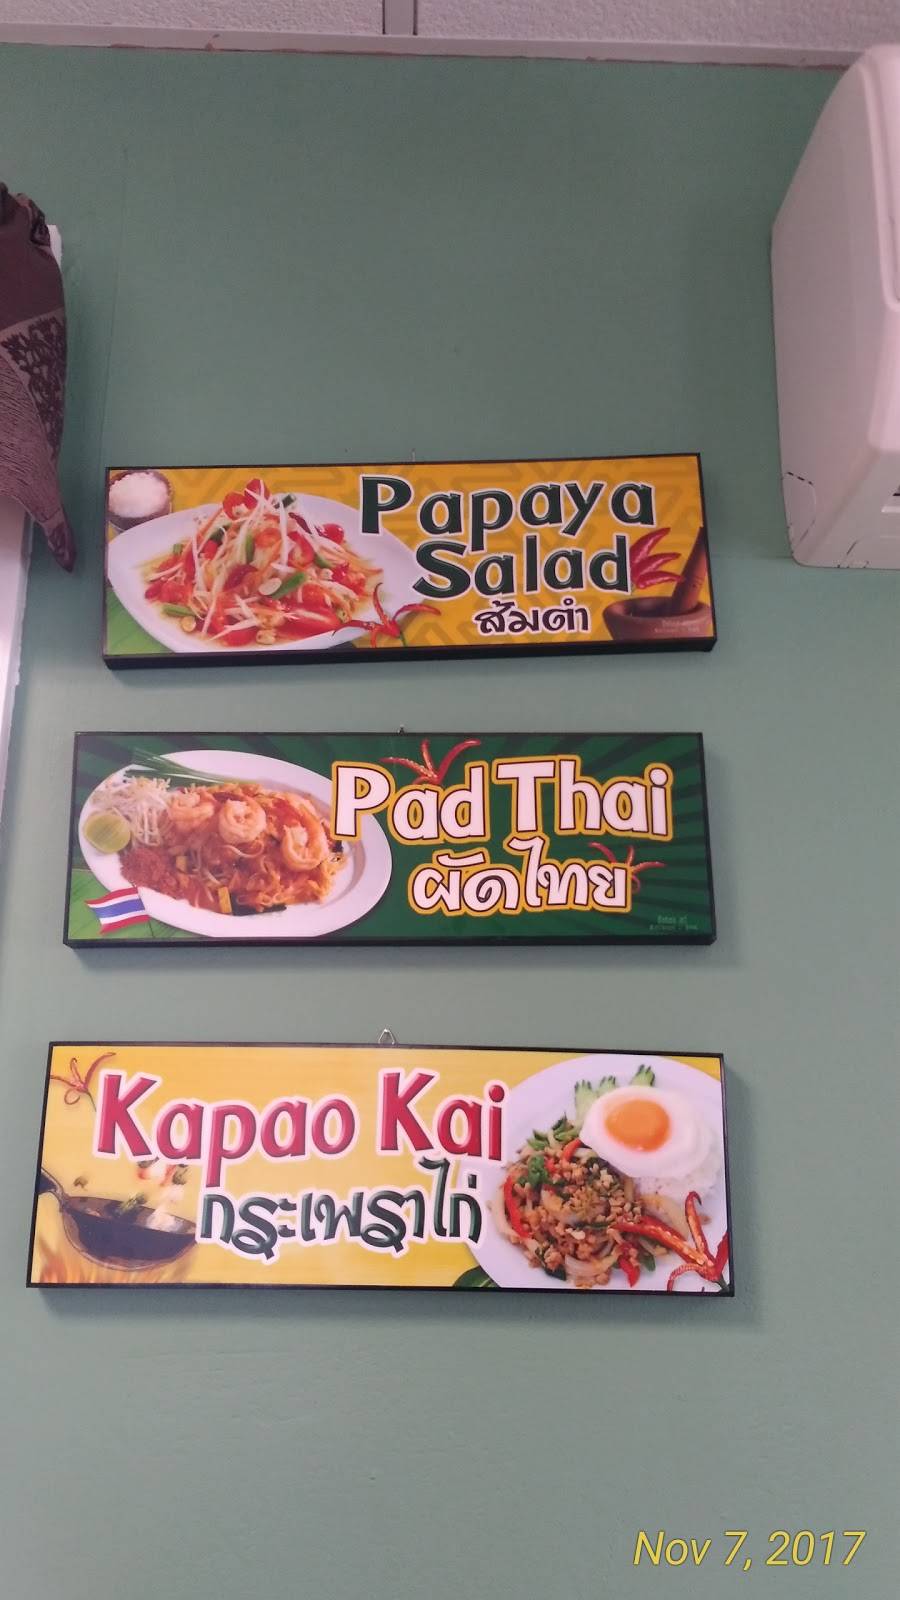 Papaya
Salad
ส้มตำ
Pad Thai
ผัดไทย
Kapao Kai
กระเพราไก่
Nov 7, 2017